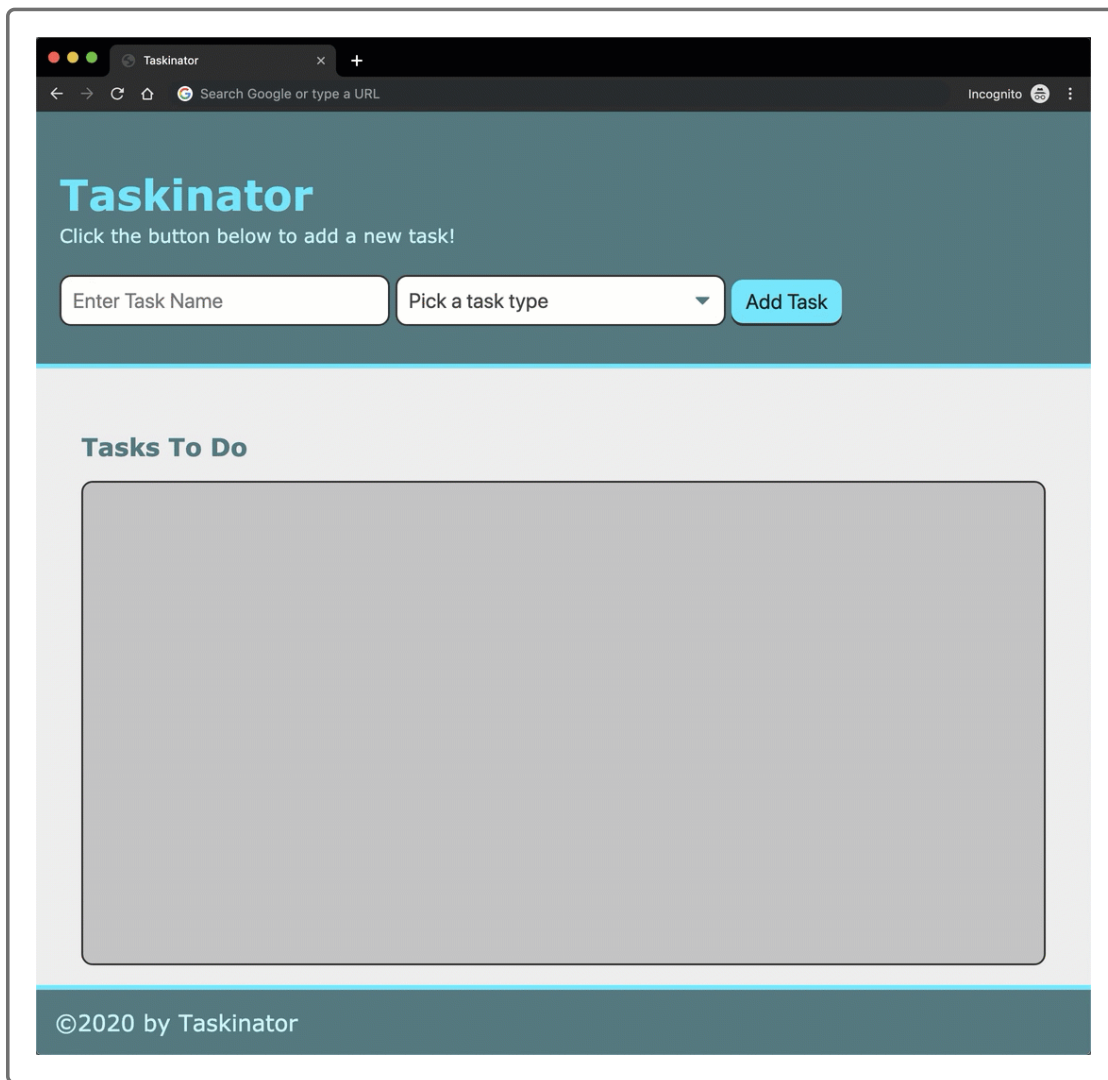 Taskinator
Search Google or type a URL Incognito
Taskinator
Click the button below to add a new task!
Enter Task Name Pick a task type Add Task
Tasks To Do
©2020 by Taskinator